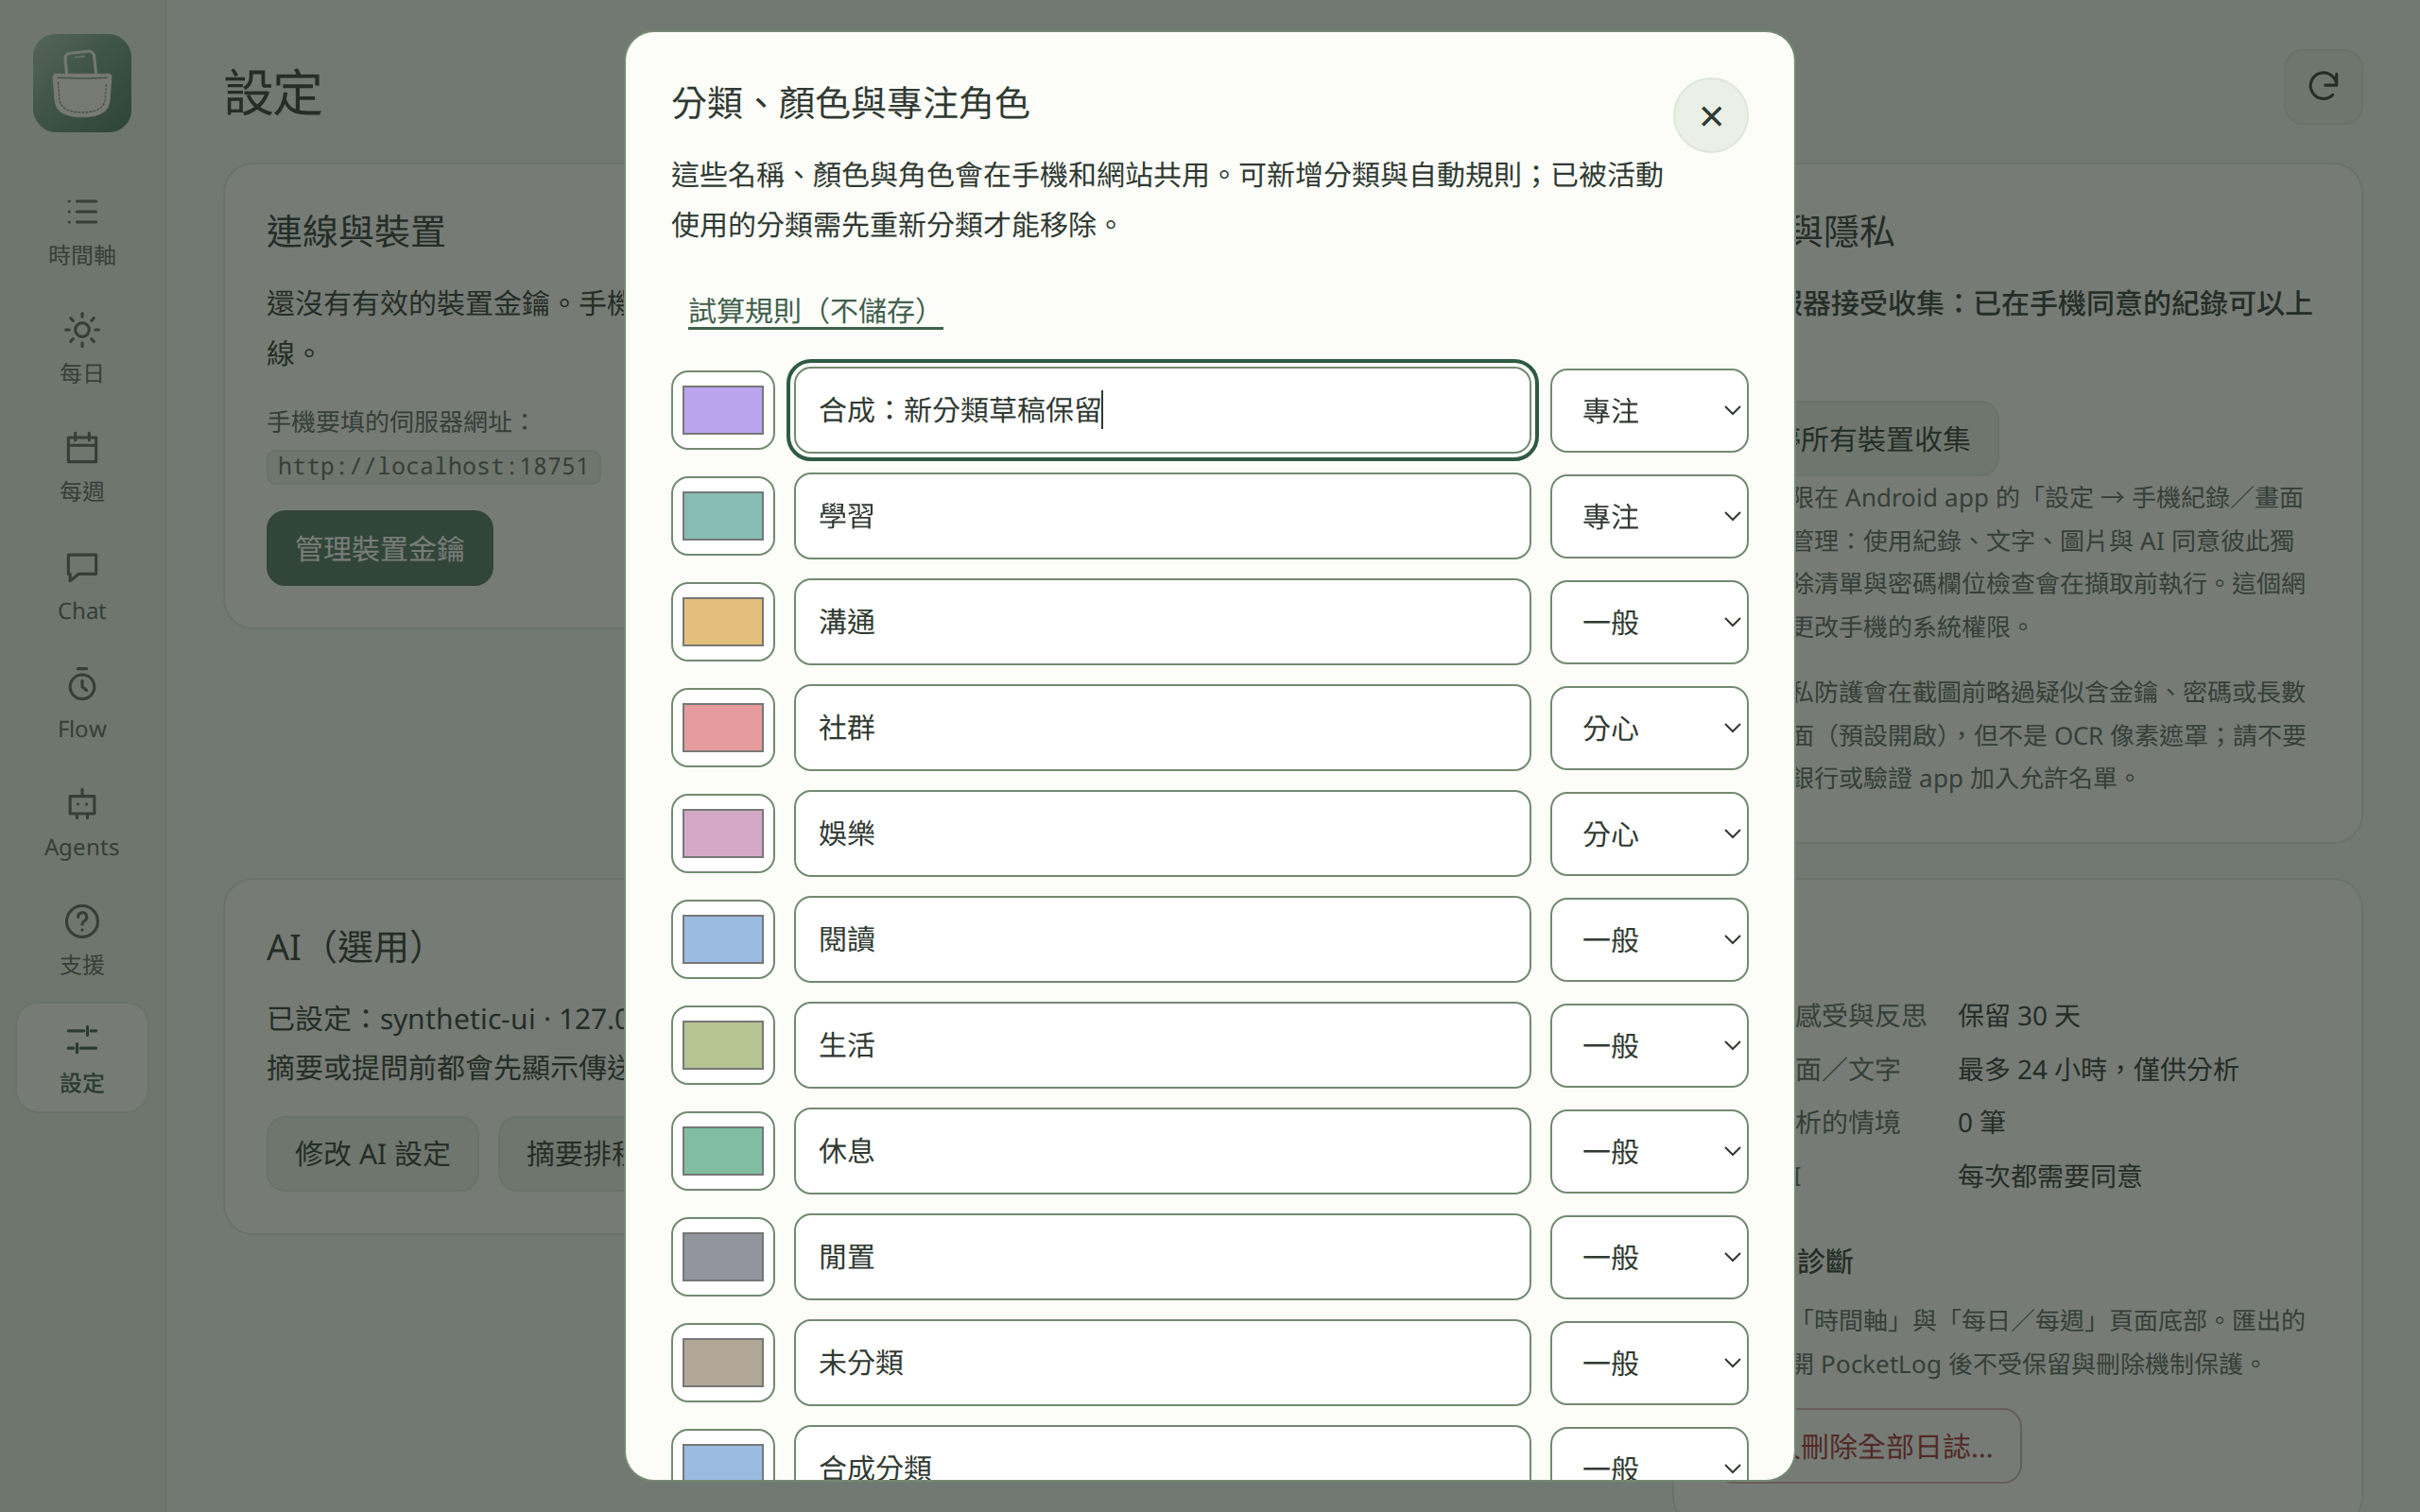 設定
時間軸
每日
每週
Chat
Flow
Agents
支援
設定
連線與裝置
還沒有有效的裝置金鑰。手機
線。
手機要填的伺服器網址：
http://localhost:18751
管理裝置金鑰
AI（選用）
已設定：synthetic-ui · 127.0
摘要或提問前都會先顯示傳送
修改 AI 設定
摘要排程
分類、顏色與專注角色
×
這些名稱、顏色與角色會在手機和網站共用。可新增分類與自動規則；已被活動
使用的分類需先重新分類才能移除。
試算規則（不儲存）
合成：新分類草稿保留
專注
學習
專注
溝通
一般
社群
分心
娛樂
分心
閱讀
一般
生活
一般
休息
一般
閒置
一般
未分類
一般
合成分類
一般
與隱私
服器接受收集：已在手機同意的紀錄可以上
所有裝置收集
限在 Android app 的「設定 → 手機紀錄／畫面
管理：使用紀錄、文字、圖片與 AI 同意彼此獨
除清單與密碼欄位檢查會在擷取前執行。這個網
更改手機的系統權限。
私防護會在截圖前略過疑似含金鑰、密碼或長數
面（預設開啟），但不是 OCR 像素遮罩；請不要
銀行或驗證 app 加入允許名單。
感受與反思
保留 30 天
面／文字
最多 24 小時，僅供分析
析的情境
0 筆
每次都需要同意
診斷
「時間軸」與「每日／每週」頁面底部。匯出的
開 PocketLog 後不受保留與刪除機制保護。
刪除全部日誌…